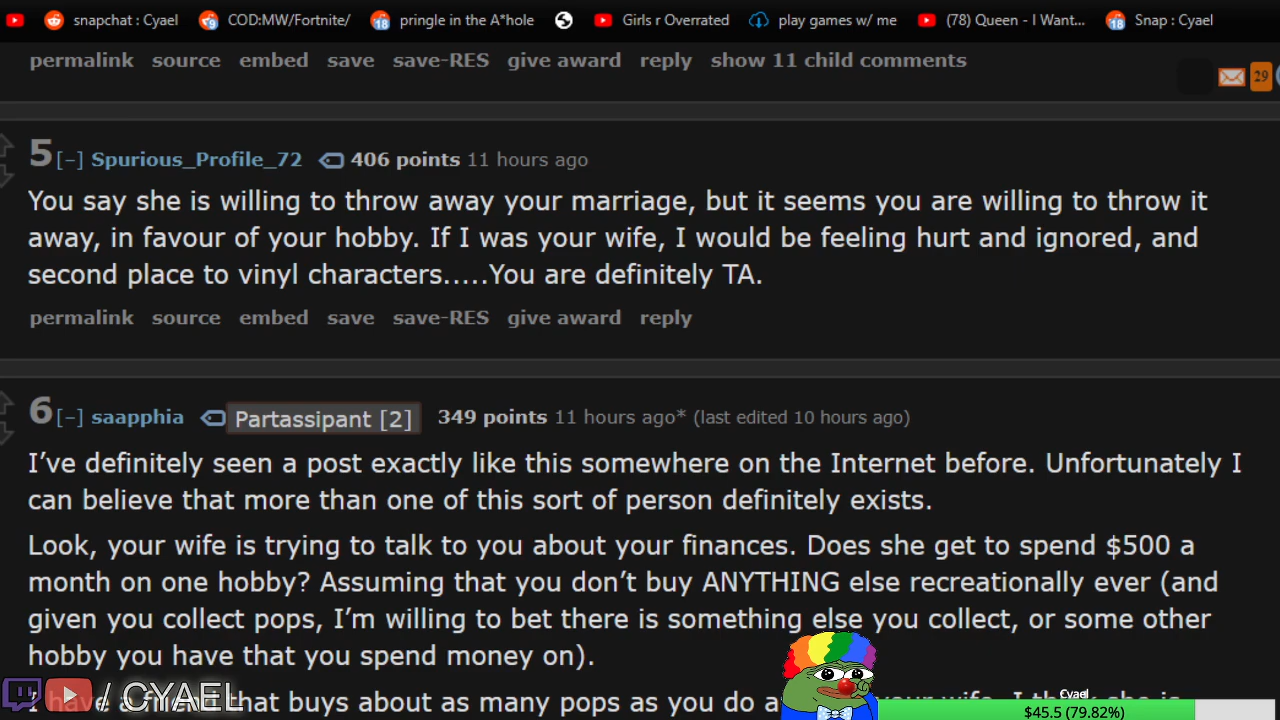 snapchat : Cyael COD:MW/Fortnite/ pringle in the A*hole Girls r Overrated play games w/ me (78) Queen - I Want... Snap : Cyael
permalink source embed save save-RES give award reply show 11 child comments
29
5 [–] Spurious_Profile_72 406 points 11 hours ago
You say she is willing to throw away your marriage, but it seems you are willing to throw it
away, in favour of your hobby. If I was your wife, I would be feeling hurt and ignored, and
second place to vinyl characters.....You are definitely TA.
permalink source embed save save-RES give award reply
6 [–] saapphia Partassipant [2] 349 points 11 hours ago* (last edited 10 hours ago)
I've definitely seen a post exactly like this somewhere on the Internet before. Unfortunately I
can believe that more than one of this sort of person definitely exists.
Look, your wife is trying to talk to you about your finances. Does she get to spend $500 a
month on one hobby? Assuming that you don't buy ANYTHING else recreationally ever (and
given you collect pops, I'm willing to bet there is something else you collect, or some other
hobby you have that you spend money on).
I have a friend that buys about as many pops as you do your wife. I think she is
/ CYAEL
Cyael
$45.5 (79.82%)